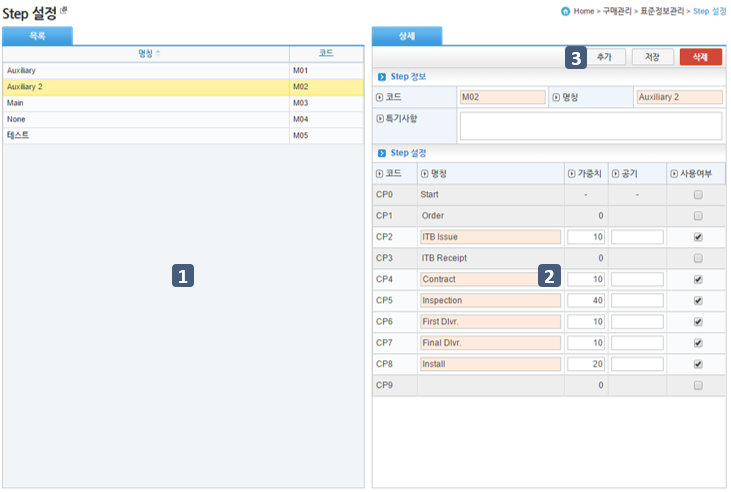 Step 설정
Home > 구매관리 > 표준정보관리 > Step 설정
목록
명칭 코드
Auxiliary M01
Auxiliary 2 M02
Main M03
None M04
테스트 M05
1
상세
3 추가 저장 삭제
Step 정보
코드 M02 명칭 Auxiliary 2
특기사항
Step 설정
코드 명칭 가중치 공기 사용여부
CP0 Start - -
CP1 Order 0
CP2 ITB Issue 10
CP3 ITB Receipt 0
CP4 Contract 2 10
CP5 Inspection 40
CP6 First Dlvr. 10
CP7 Final Dlvr. 10
CP8 Install 20
CP9 0